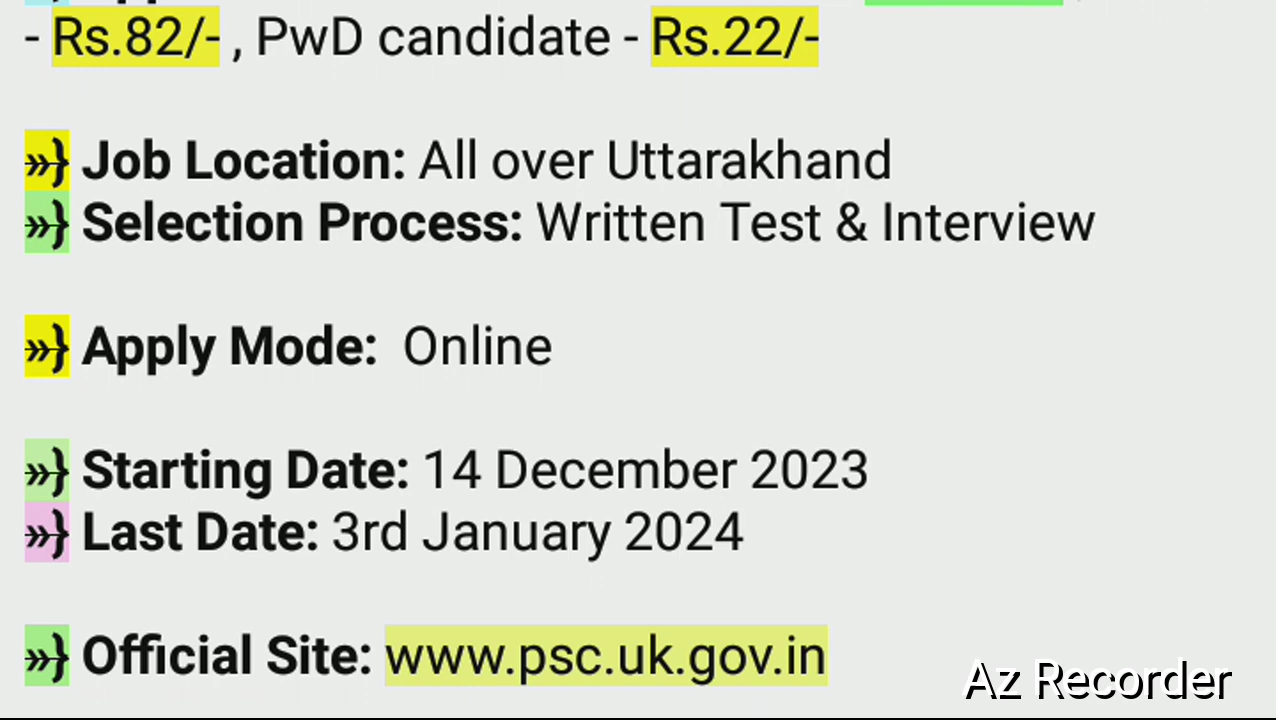 - Rs.82/- , PwD candidate - Rs.22/-
»} Job Location: All over Uttarakhand
»} Selection Process: Written Test & Interview
»} Apply Mode: Online
»} Starting Date: 14 December 2023
»} Last Date: 3rd January 2024
»} Official Site: www.psc.uk.gov.in
Az Recorder